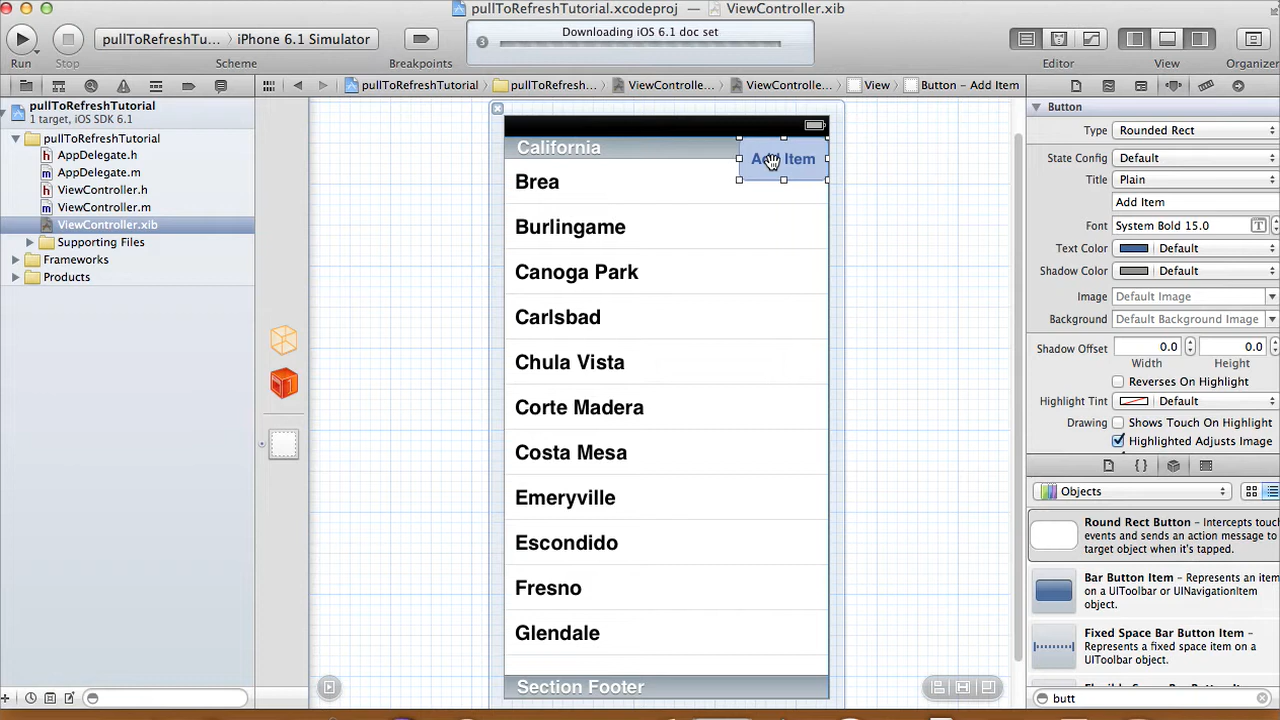 pullToRefreshTutorial.xcodeproj — ViewController.xib
pullToRefreshTu... iPhone 6.1 Simulator
3 Downloading iOS 6.1 doc set
Run Stop Scheme Breakpoints Editor View Organizer
pullToRefreshTutorial pullToRefresh... ViewControlle... ViewControlle... View Button – Add Item
pullToRefreshTutorial
1 target, iOS SDK 6.1
pullToRefreshTutorial
h AppDelegate.h
m AppDelegate.m
h ViewController.h
m ViewController.m
ViewController.xib
Supporting Files
Frameworks
Products
California
Add Item
Brea
Burlingame
Canoga Park
Carlsbad
Chula Vista
Corte Madera
Costa Mesa
Emeryville
Escondido
Fresno
Glendale
Section Footer
Button
Type Rounded Rect
State Config Default
Title Plain
Add Item
Font System Bold 15.0 T
Text Color Default
Shadow Color Default
Image Default Image
Background Default Background Image
Shadow Offset 0.0 0.0
Width Height
Reverses On Highlight
Highlight Tint Default
Drawing Shows Touch On Highlight
Highlighted Adjusts Image
{ }
Objects
Round Rect Button – Intercepts touch
events and sends an action message to
target object when it's tapped.
Bar Button Item – Represents an item
on a UIToolbar or UINavigationItem
object.
Fixed Space Bar Button Item –
Represents a fixed space item on a
UIToolbar object.
butt